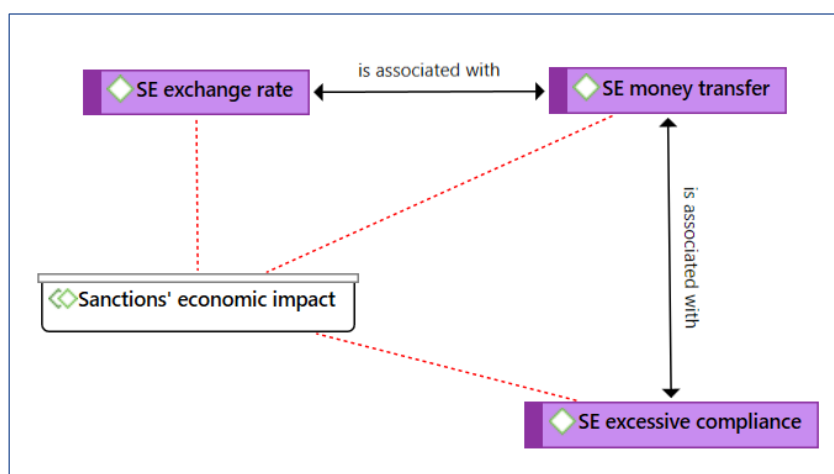 is associated with
SE exchange rate
SE money transfer
is associated with
Sanctions' economic impact
SE excessive compliance